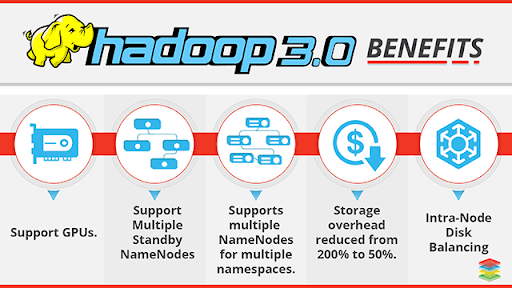 hadoop 3.0 BENEFITS
Support GPUs.
Support
Multiple
Standby
NameNodes
Supports
multiple
NameNodes
for multiple
namespaces.
Storage
overhead
reduced from
200% to 50%.
Intra-Node
Disk
Balancing